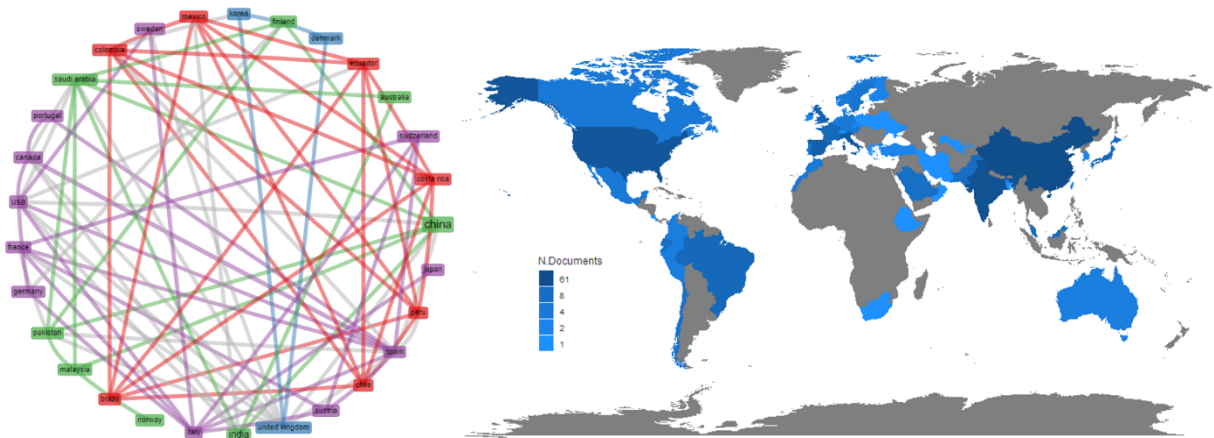 korea
mexico
finland
sweden
denmark
colombia
ecuador
saudi arabia
australia
portugal
switzerland
canada
costa rica
usa
china
france
japan
germany
peru
pakistan
spain
malaysia
chile
brazil
austria
norway
italy
india
united kingdom
N.Documents
61
8
4
2
1